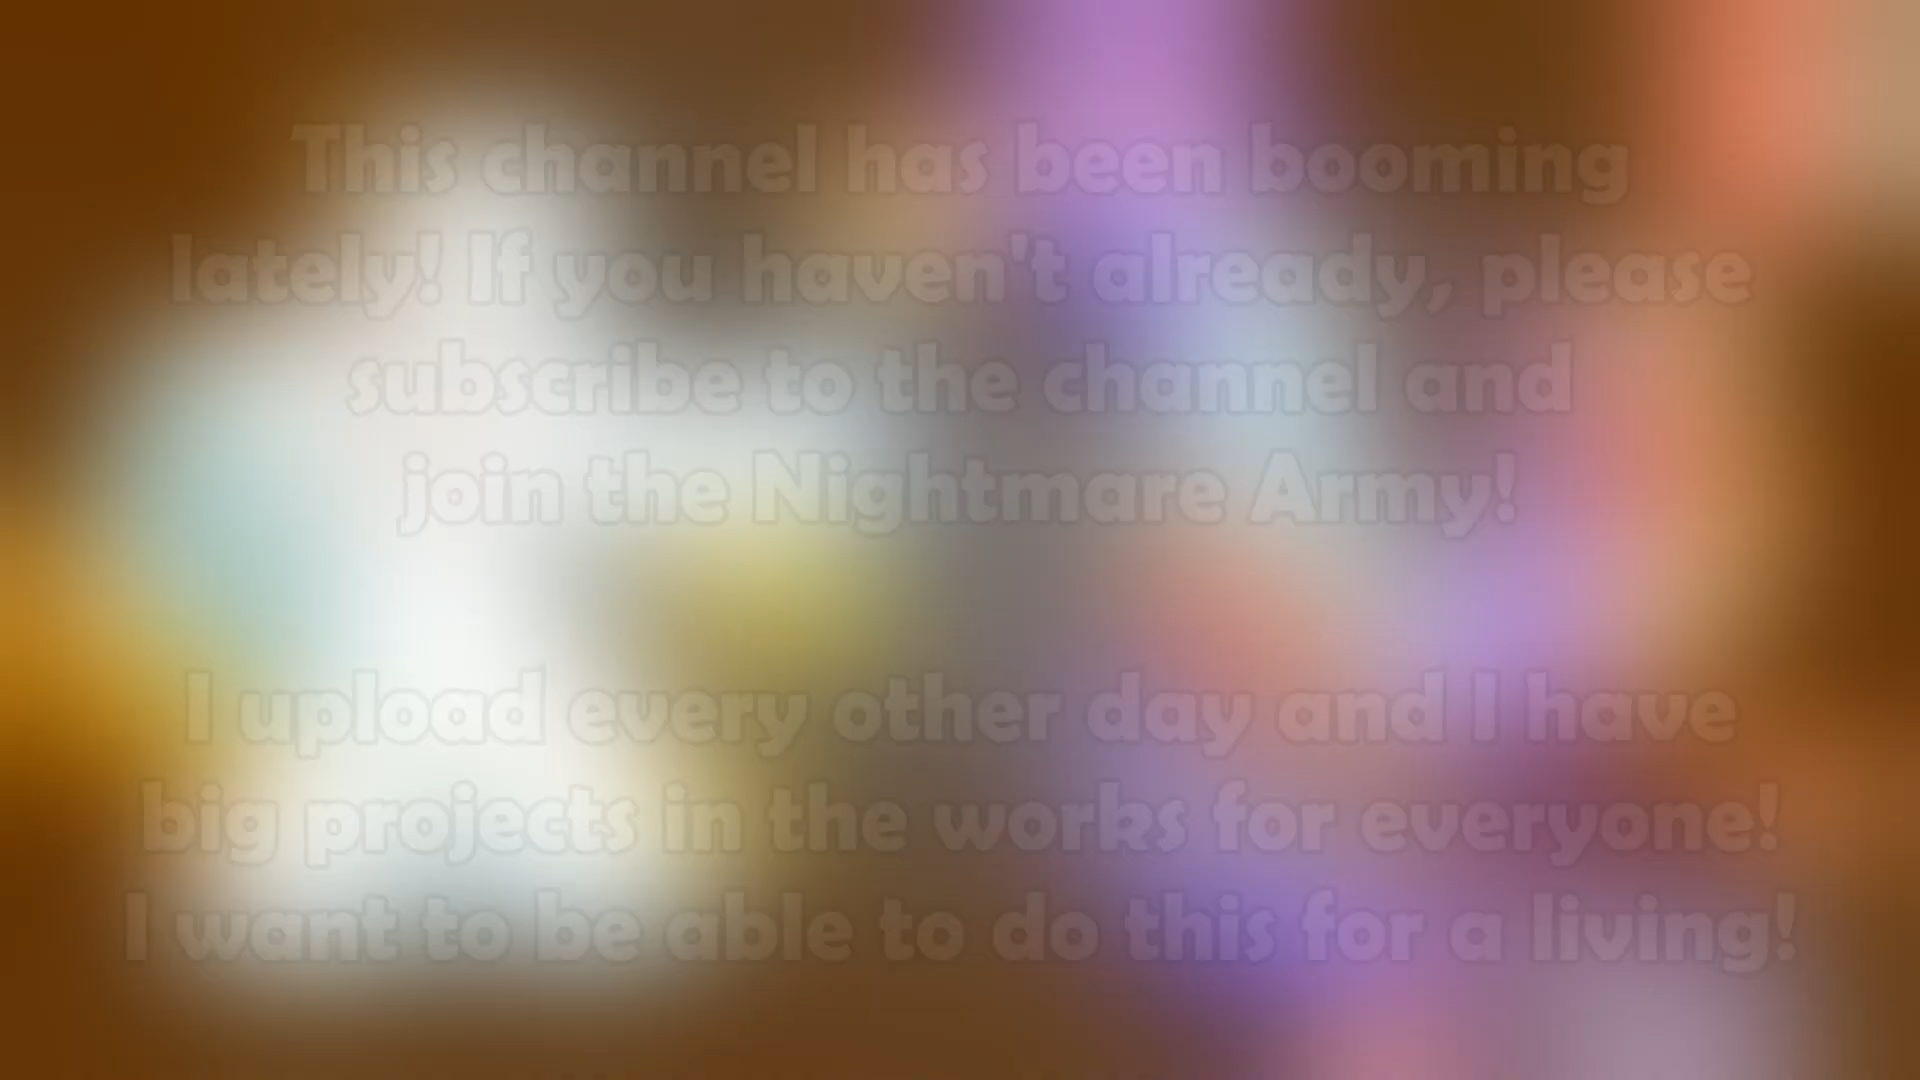 This channel has been booming
lately! If you haven't already, please
subscribe to the channel and
join the Nightmare Army!
I upload every other day and I have
big projects in the works for everyone!
I want to be able to do this for a living!